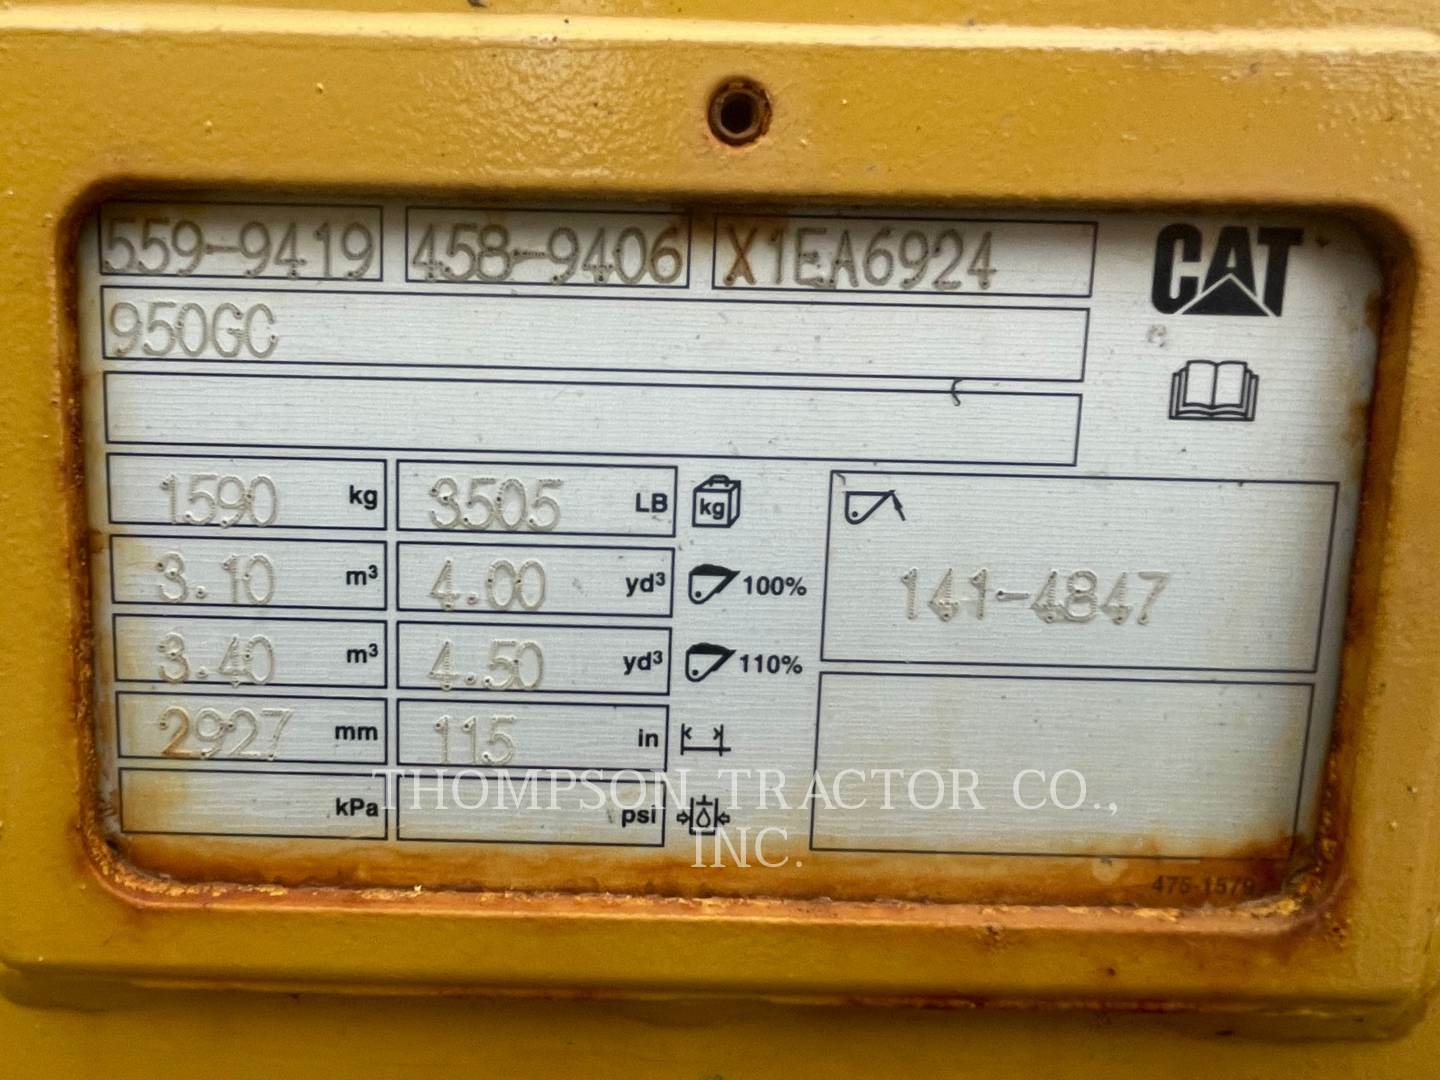 559-9419 458-9406 X1EA6924 CAT
950GC
1590 kg 3505 LB kg
3.10 m³ 4.00 yd³ 100%
141-4847
3.40 m³ 4.50 yd³ 110%
2927 mm 115 in
kPa psi
THOMPSON TRACTOR CO.,
INC.
475-1579